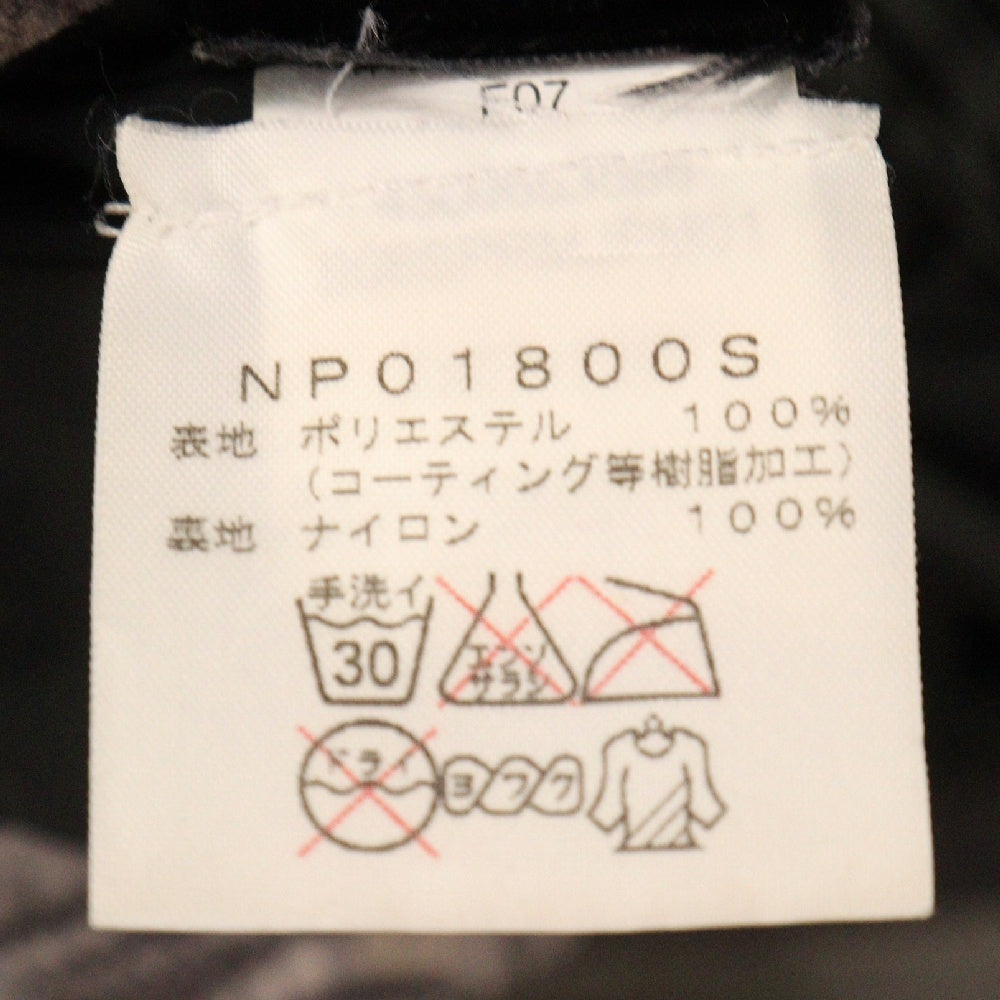 F07
NP01800S
表地 ポリエステル 100%
(コーティング等樹脂加工)
裏地 ナイロン 100%
手洗イ
30
エンソ
サラシ
ドライ
ヨワク